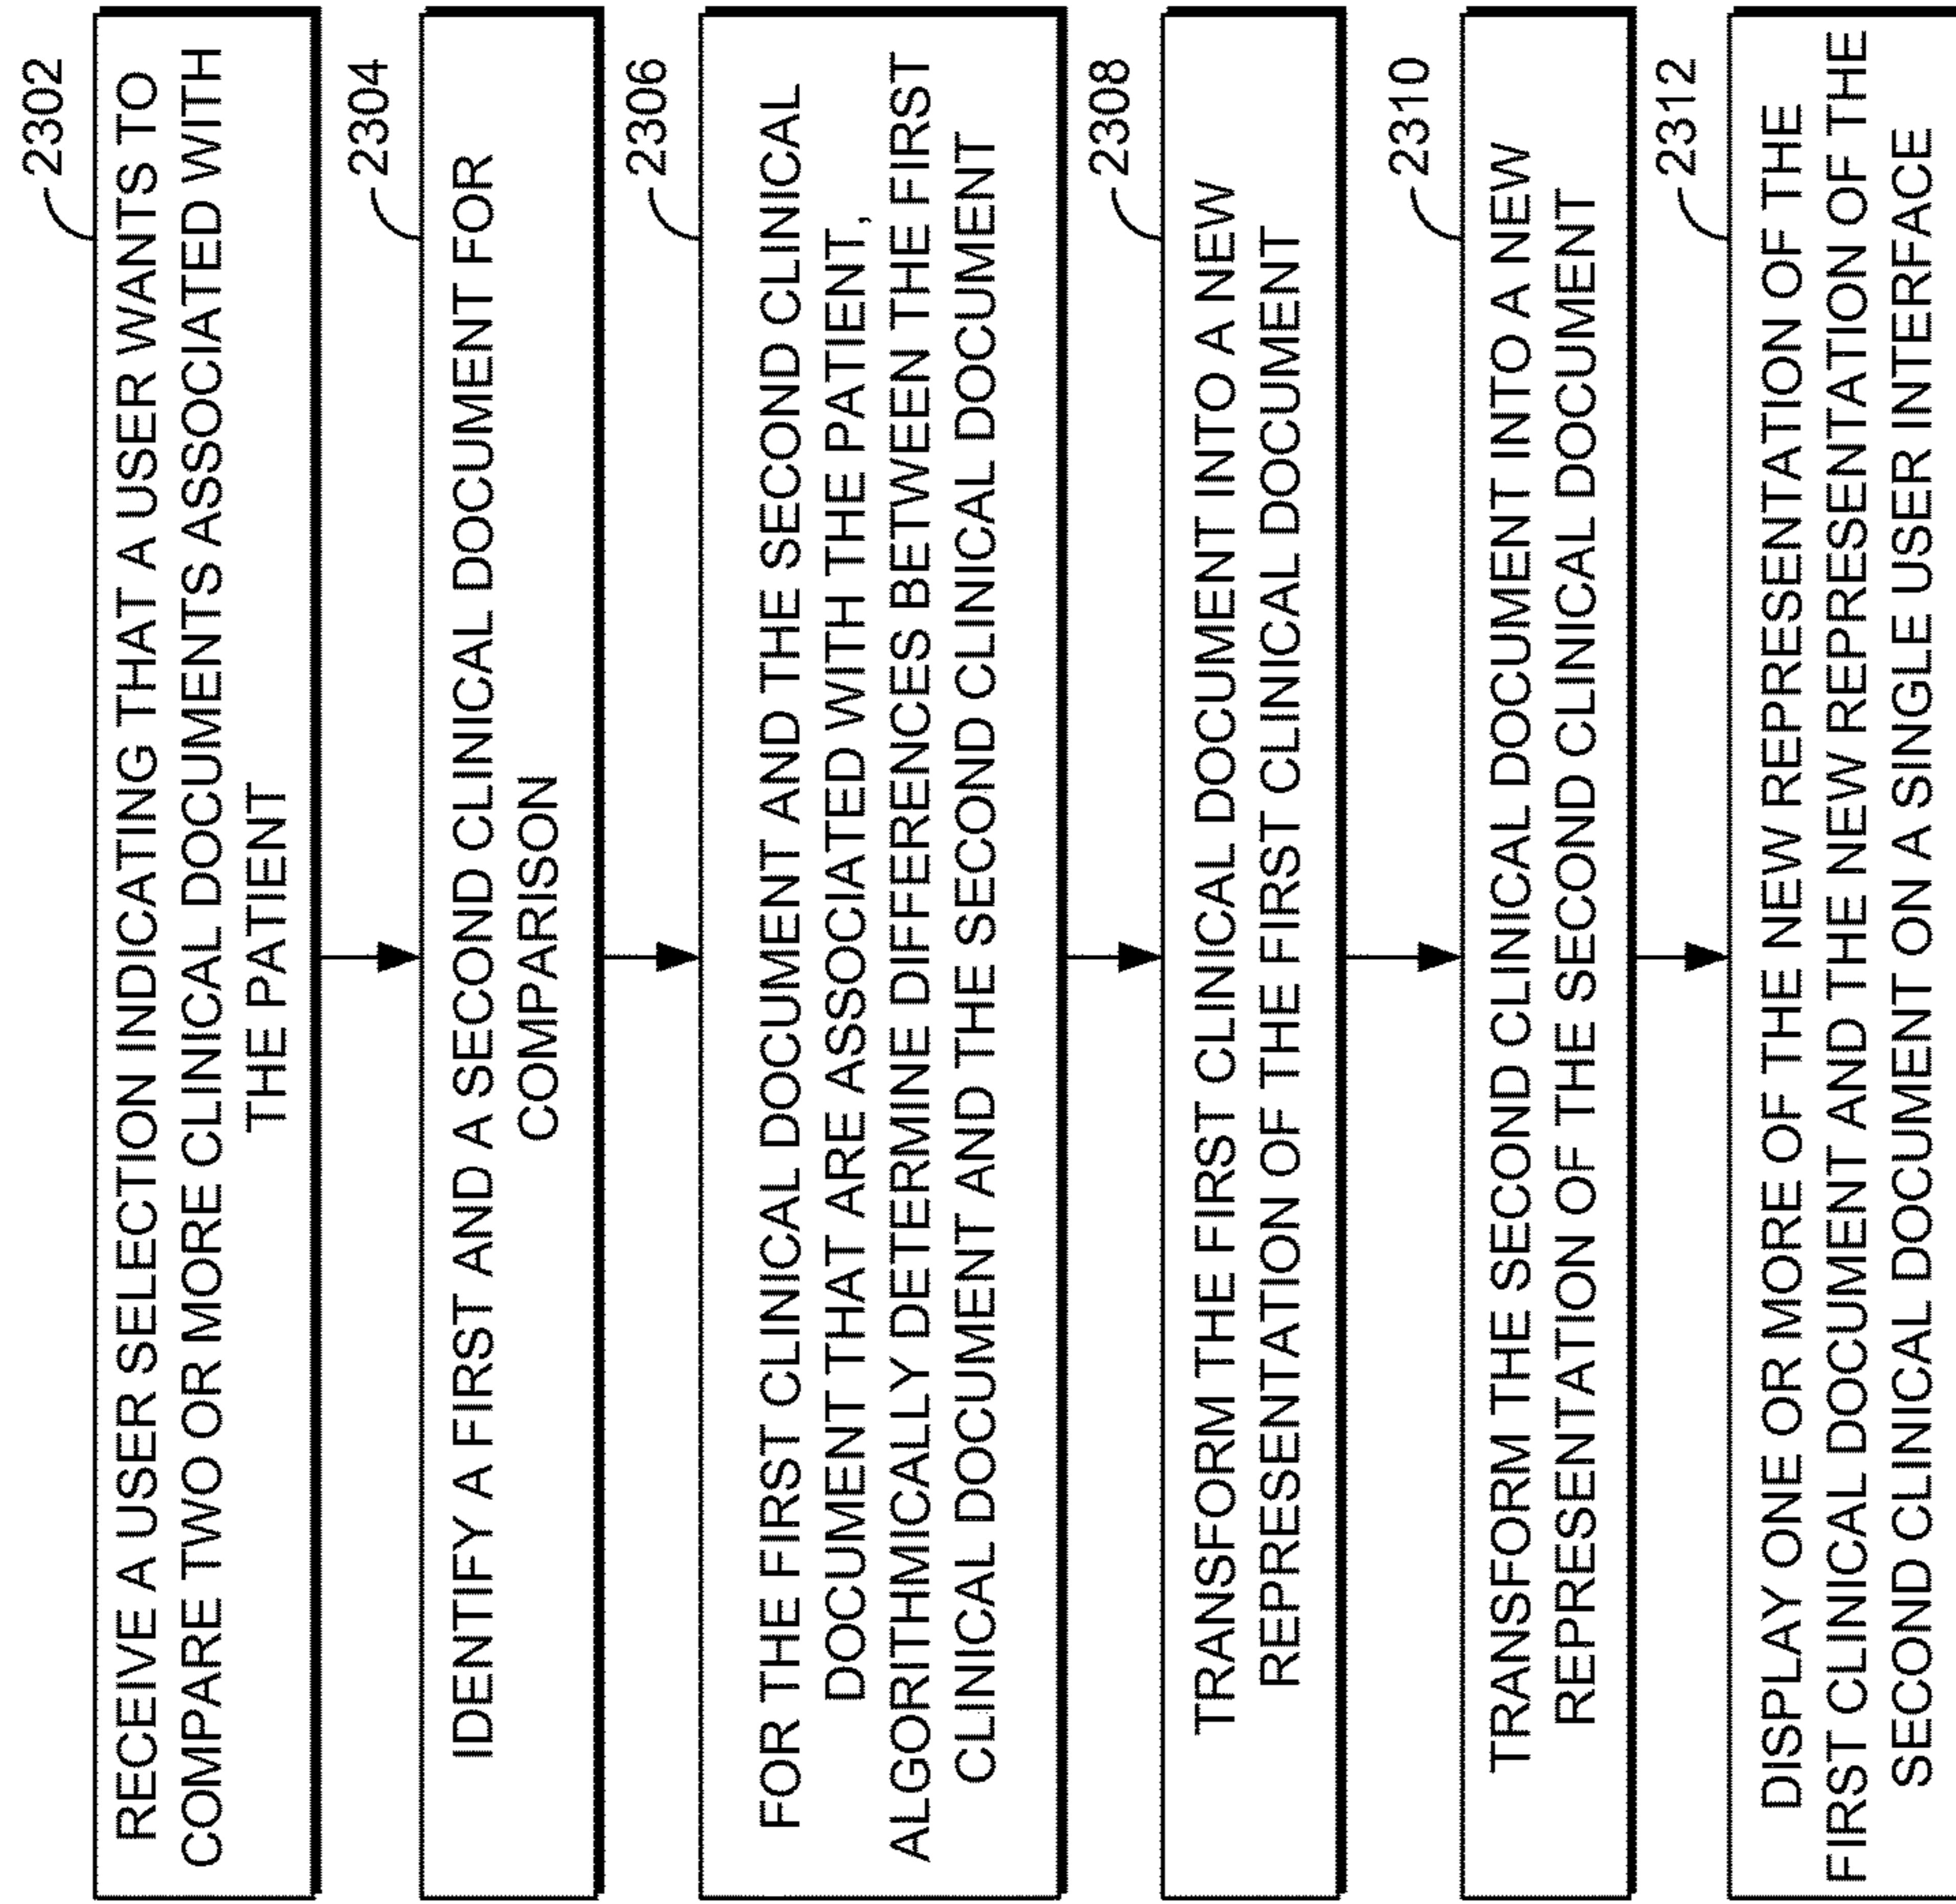 2302
RECEIVE A USER SELECTION INDICATING THAT A USER WANTS TO
COMPARE TWO OR MORE CLINICAL DOCUMENTS ASSOCIATED WITH
THE PATIENT
2304
IDENTIFY A FIRST AND A SECOND CLINICAL DOCUMENT FOR
COMPARISON
2306
FOR THE FIRST CLINICAL DOCUMENT AND THE SECOND CLINICAL
DOCUMENT THAT ARE ASSOCIATED WITH THE PATIENT,
ALGORITHMICALLY DETERMINE DIFFERENCES BETWEEN THE FIRST
CLINICAL DOCUMENT AND THE SECOND CLINICAL DOCUMENT
2308
TRANSFORM THE FIRST CLINICAL DOCUMENT INTO A NEW
REPRESENTATION OF THE FIRST CLINICAL DOCUMENT
2310
TRANSFORM THE SECOND CLINICAL DOCUMENT INTO A NEW
REPRESENTATION OF THE SECOND CLINICAL DOCUMENT
2312
DISPLAY ONE OR MORE OF THE NEW REPRESENTATION OF THE
FIRST CLINICAL DOCUMENT AND THE NEW REPRESENTATION OF THE
SECOND CLINICAL DOCUMENT ON A SINGLE USER INTERFACE